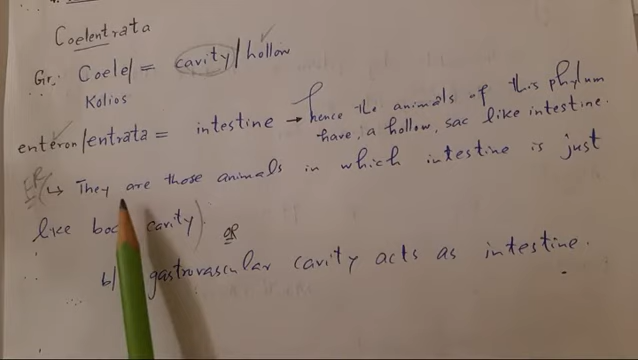 Coelentrata
Gr: Coele/ = cavity/hollow
Kolios
enteron/entrata = intestine → hence the animals of this phylum
have a hollow, sac like intestine.
↳ They are those animals in which intestine is just
like cavity)
OR
gastrovascular cavity acts as intestine.